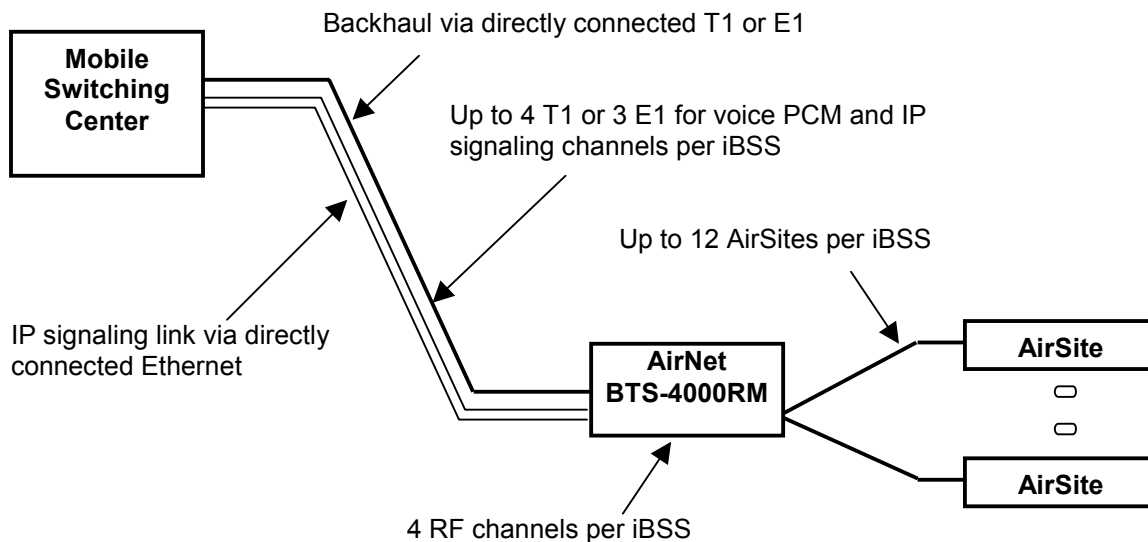 Backhaul via directly connected T1 or E1
Mobile
Switching
Center
Up to 4 T1 or 3 E1 for voice PCM and IP
signaling channels per iBSS
Up to 12 AirSites per iBSS
IP signaling link via directly
connected Ethernet
AirNet
BTS-4000RM
AirSite
AirSite
4 RF channels per iBSS